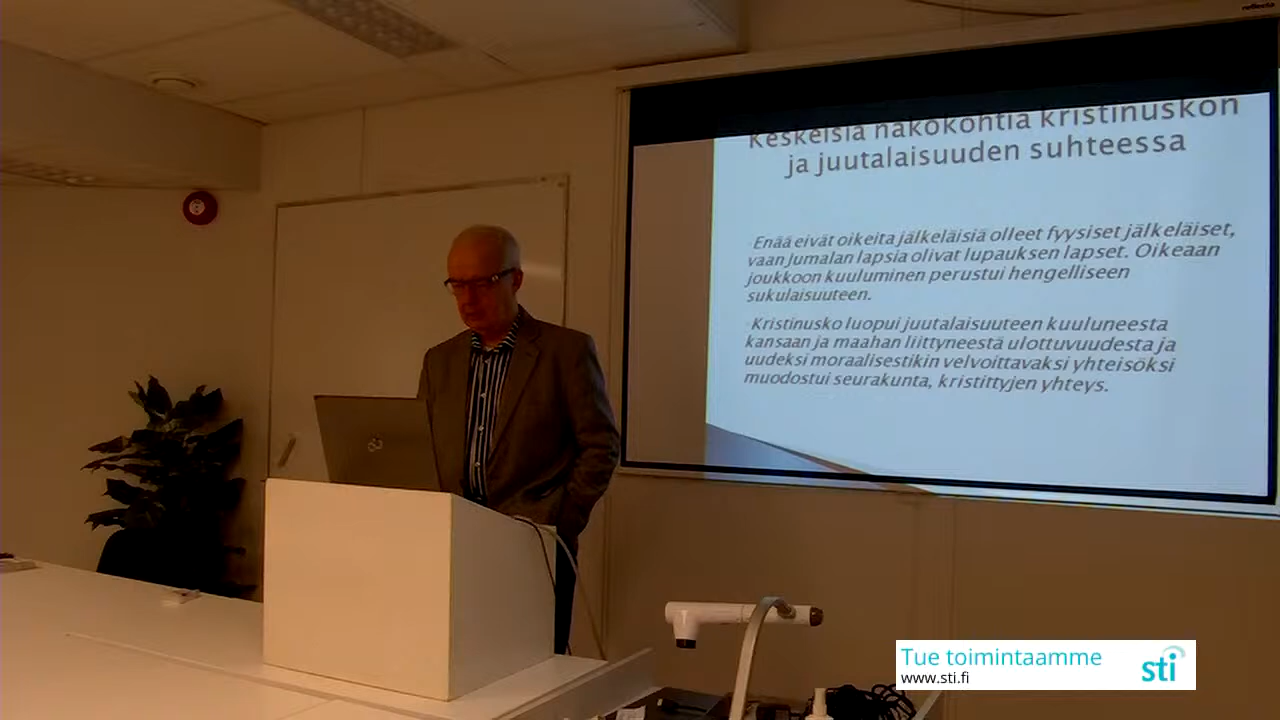 reflecta
Keskeisiä näkökohtia kristinuskon
ja juutalaisuuden suhteessa
Enää eivät oikeita jälkeläisiä olleet fyysiset jälkeläiset,
vaan Jumalan lapsia olivat lupauksen lapset. Oikeaan
joukkoon kuuluminen perustui hengelliseen
sukulaisuuteen.
Kristinusko luopui juutalaisuuteen kuuluneesta
kansaan ja maahan liittyneestä ulottuvuudesta ja
uudeksi moraalisestikin velvoittavaksi yhteisöksi
muodostui seurakunta, kristittyjen yhteys.
Tue toimintaamme
www.sti.fi
sti